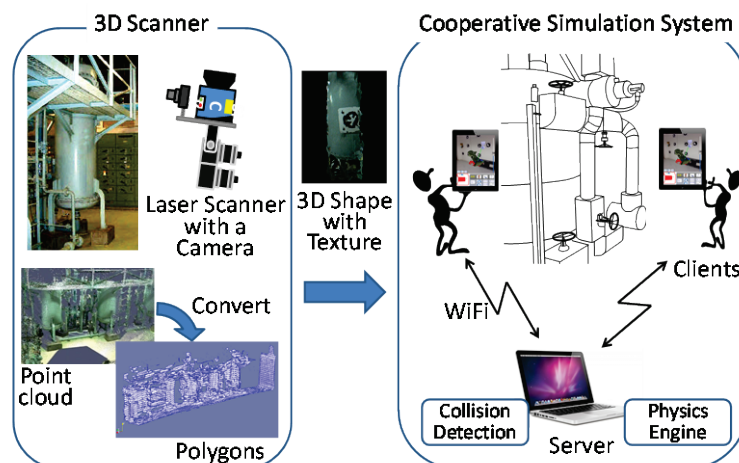 3D Scanner
Laser Scanner
with a
Camera
Convert
Point
cloud
Polygons
3D Shape
with
Texture
Cooperative Simulation System
Clients
WiFi
Collision
Detection
Server
Physics
Engine